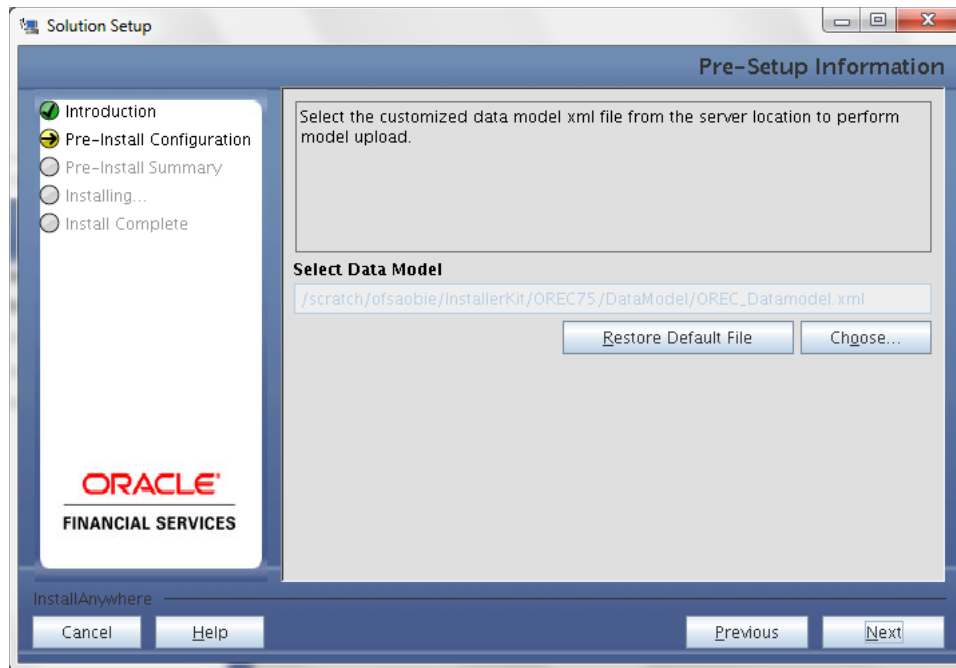 Solution Setup
Pre-Setup Information
Introduction
Pre-Install Configuration
Pre-Install Summary
Installing...
Install Complete
Select the customized data model xml file from the server location to perform
model upload.
Select Data Model
/scratch/ofsaobie/InstallerKit/OREC75/DataModel/OREC_Datamodel.xml
Restore Default File
Choose...
ORACLE
FINANCIAL SERVICES
InstallAnywhere
Cancel
Help
Previous
Next